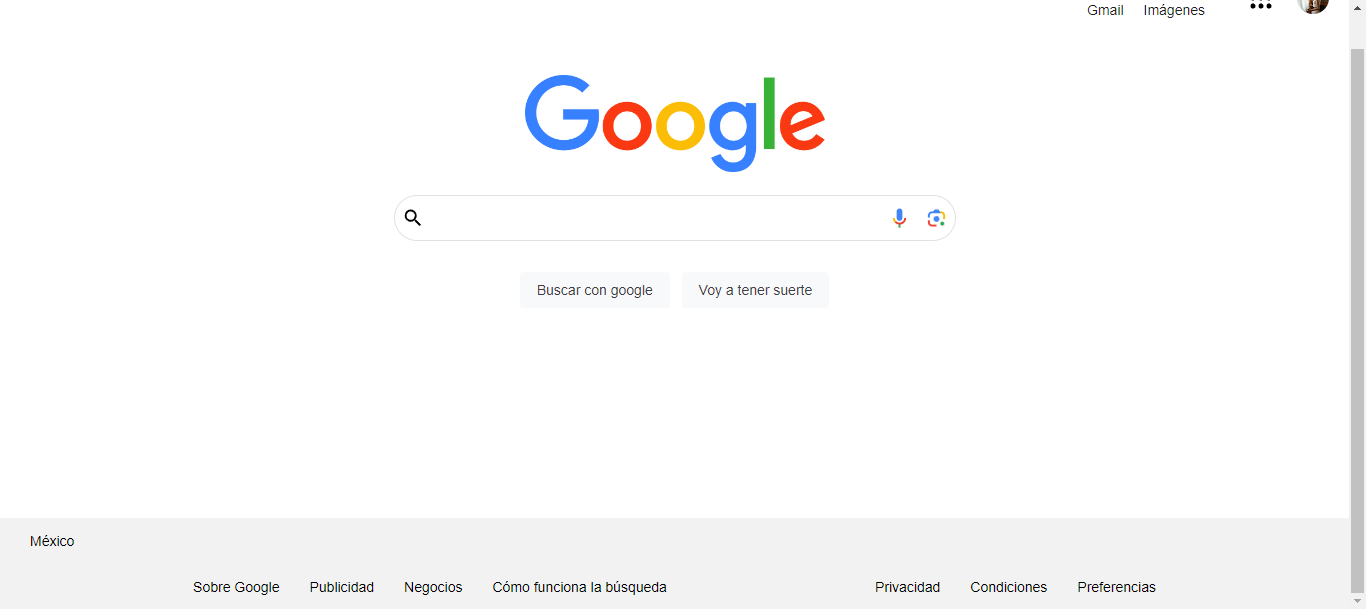 Gmail Imágenes
Google
Buscar con google Voy a tener suerte
México
Sobre Google Publicidad Negocios Cómo funciona la búsqueda Privacidad Condiciones Preferencias